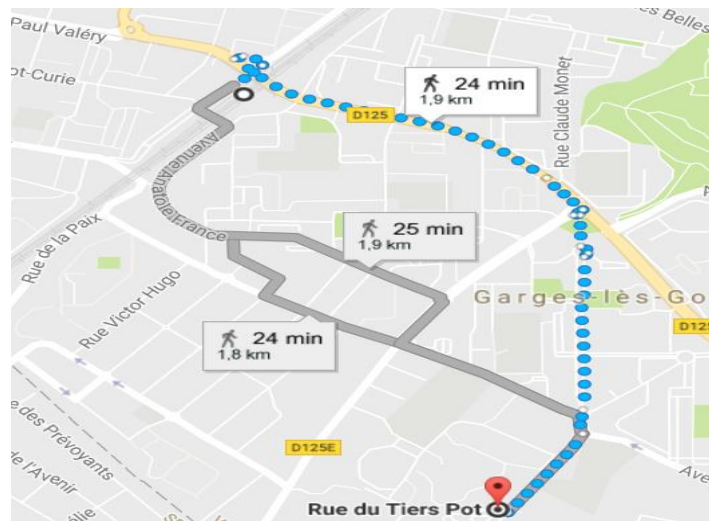 es Belles
Paul Valéry
ot-Curie
24 min
1,9 km
D125
Rue Claude Monet
Avenue Anatole France
25 min
1,9 km
Rue de la Paix
Garges-lès-Go
Rue Victor Hugo
24 min
1,8 km
D125
e des Prévoyants
D125E
de l'Avenir
Ave
Rue du Tiers Pot
élie